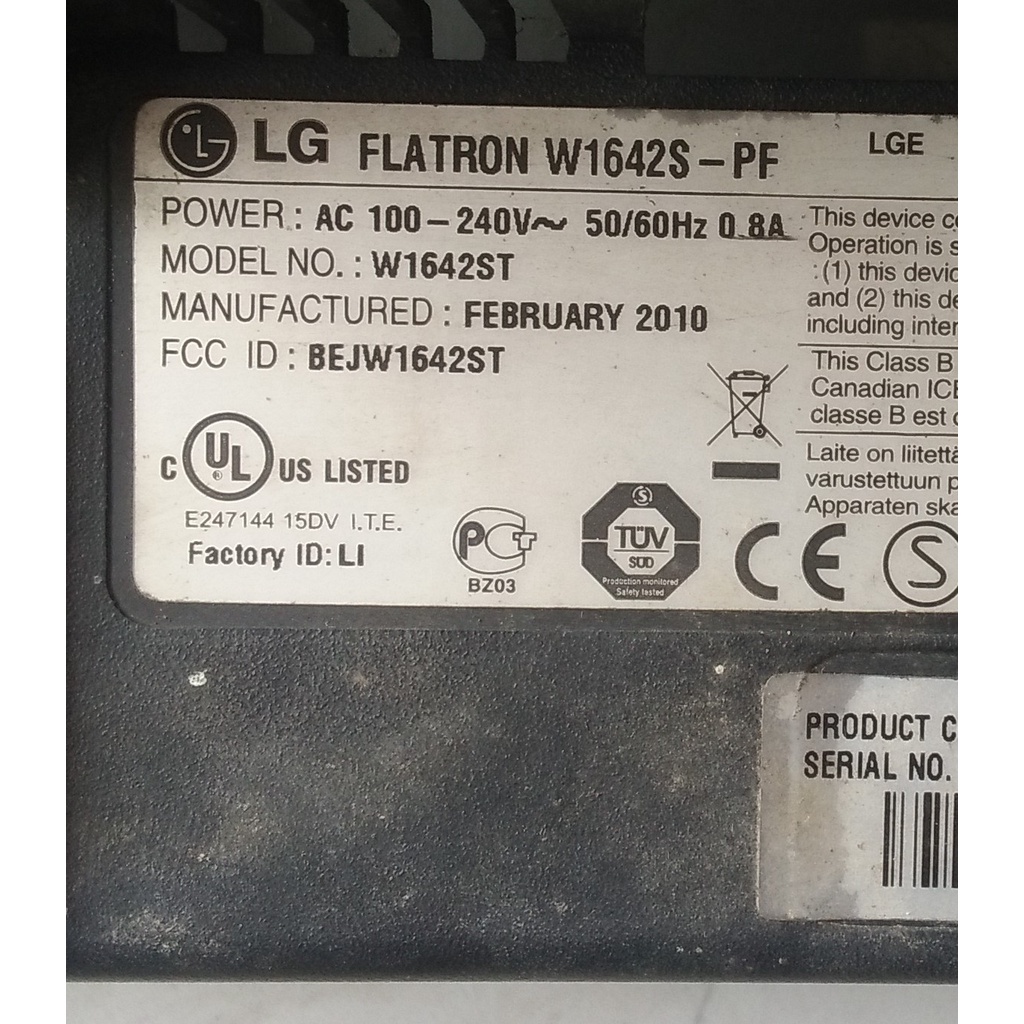 LG FLATRON W1642S-PF LGE
POWER : AC 100-240V~ 50/60Hz 0.8A
MODEL NO. : W1642ST
MANUFACTURED : FEBRUARY 2010
FCC ID : BEJW1642ST
C UL ® US LISTED
E247144 15DV I.T.E.
Factory ID: LI
PCT
BZ03
S
TÜV
SÜD
Production monitored
Safety tested
CE
S
This device
Operation is
: (1) this
and (2) this
including
This Class B
Canadian
classe B est
Laite on
varustettuun
Apparaten
PRODUCT
SERIAL NO.